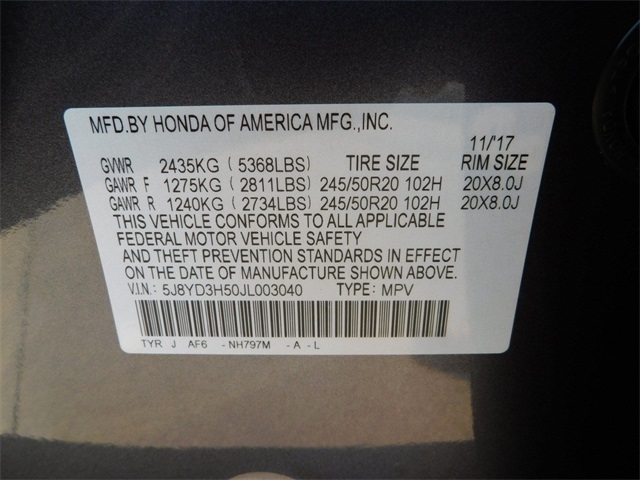 MFD.BY HONDA OF AMERICA MFG.,INC.
11/'17
GVWR 2435KG ( 5368LBS) TIRE SIZE RIM SIZE
GAWR F 1275KG ( 2811LBS) 245/50R20 102H 20X8.0J
GAWR R 1240KG ( 2734LBS) 245/50R20 102H 20X8.0J
THIS VEHICLE CONFORMS TO ALL APPLICABLE
FEDERAL MOTOR VEHICLE SAFETY
AND THEFT PREVENTION STANDARDS IN EFFECT
ON THE DATE OF MANUFACTURE SHOWN ABOVE.
V.I.N: 5J8YD3H50JL003040 TYPE: MPV
TYR J AF6 - NH797M - A - L